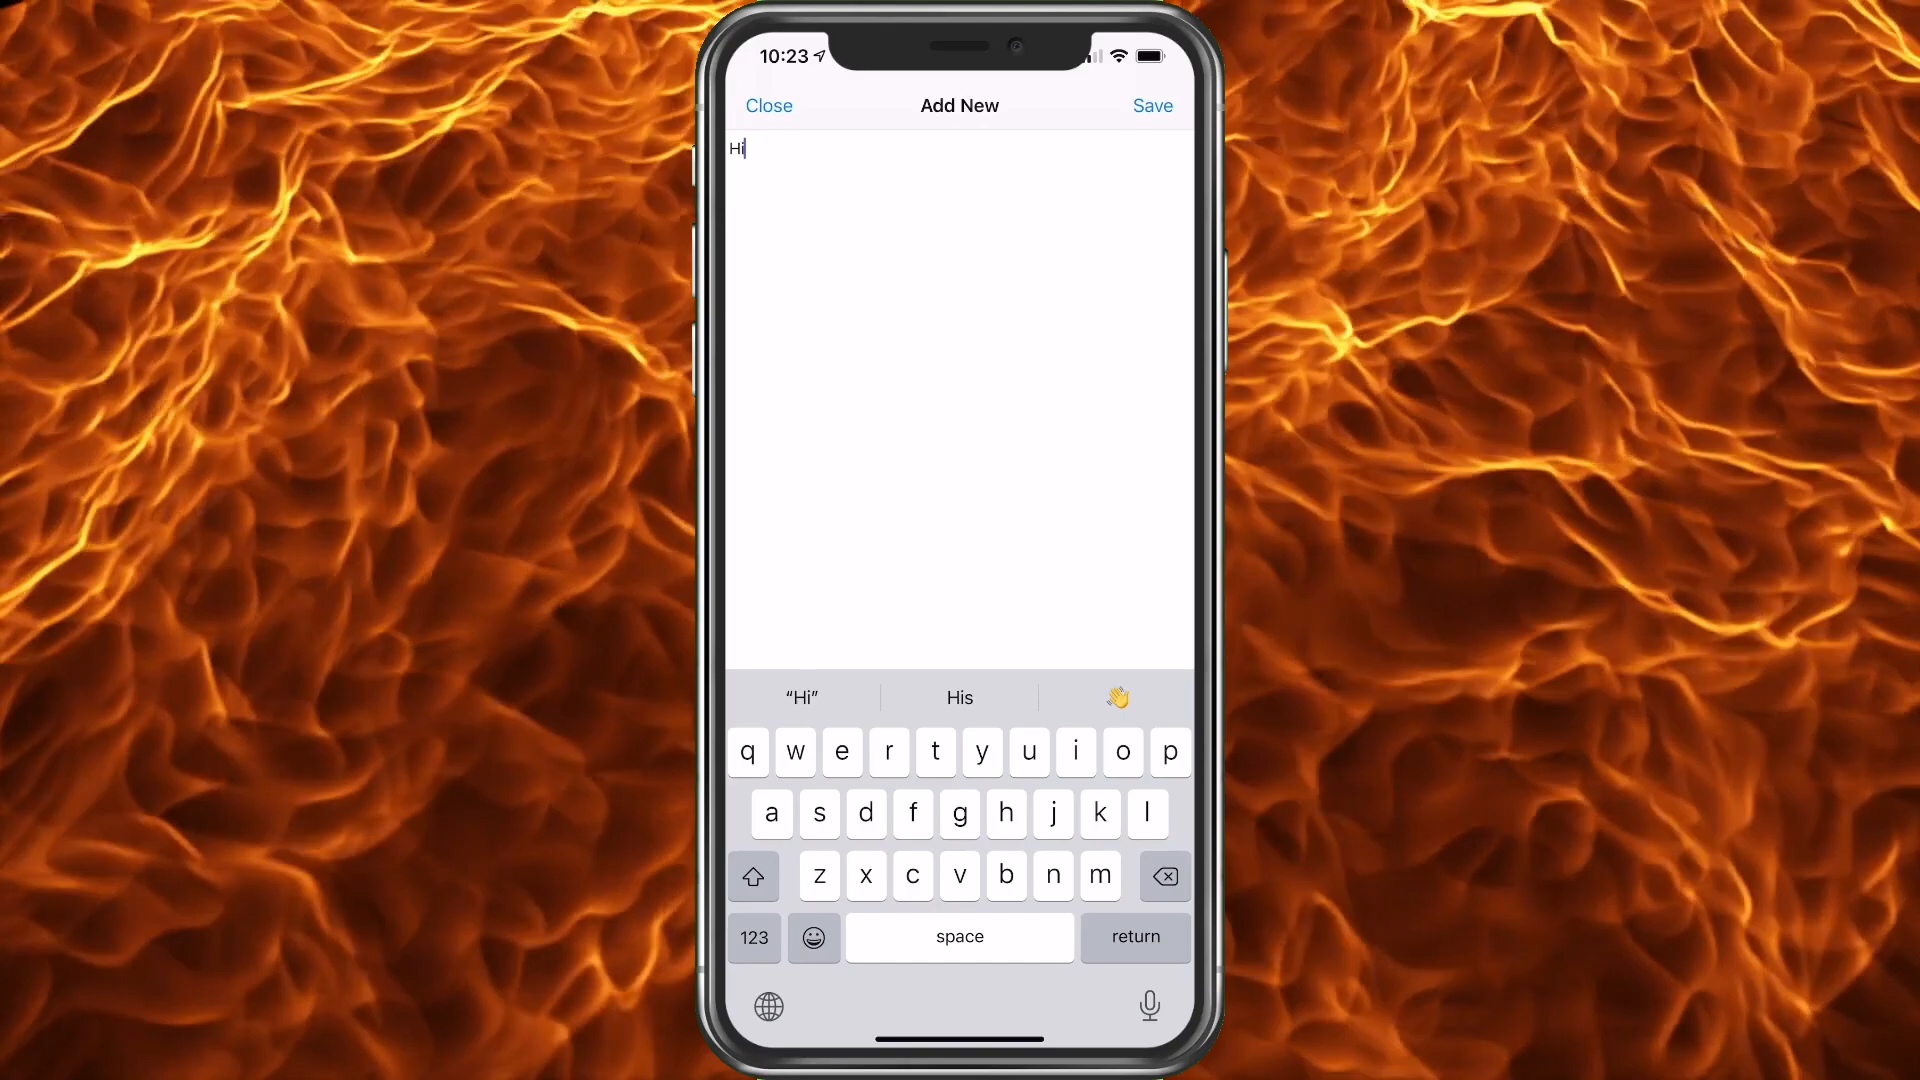 10:23
Close Add New Save
Hi
“Hi” His 👋
q w e r t y u i o p
a s d f g h j k l
z x c v b n m
123 space return